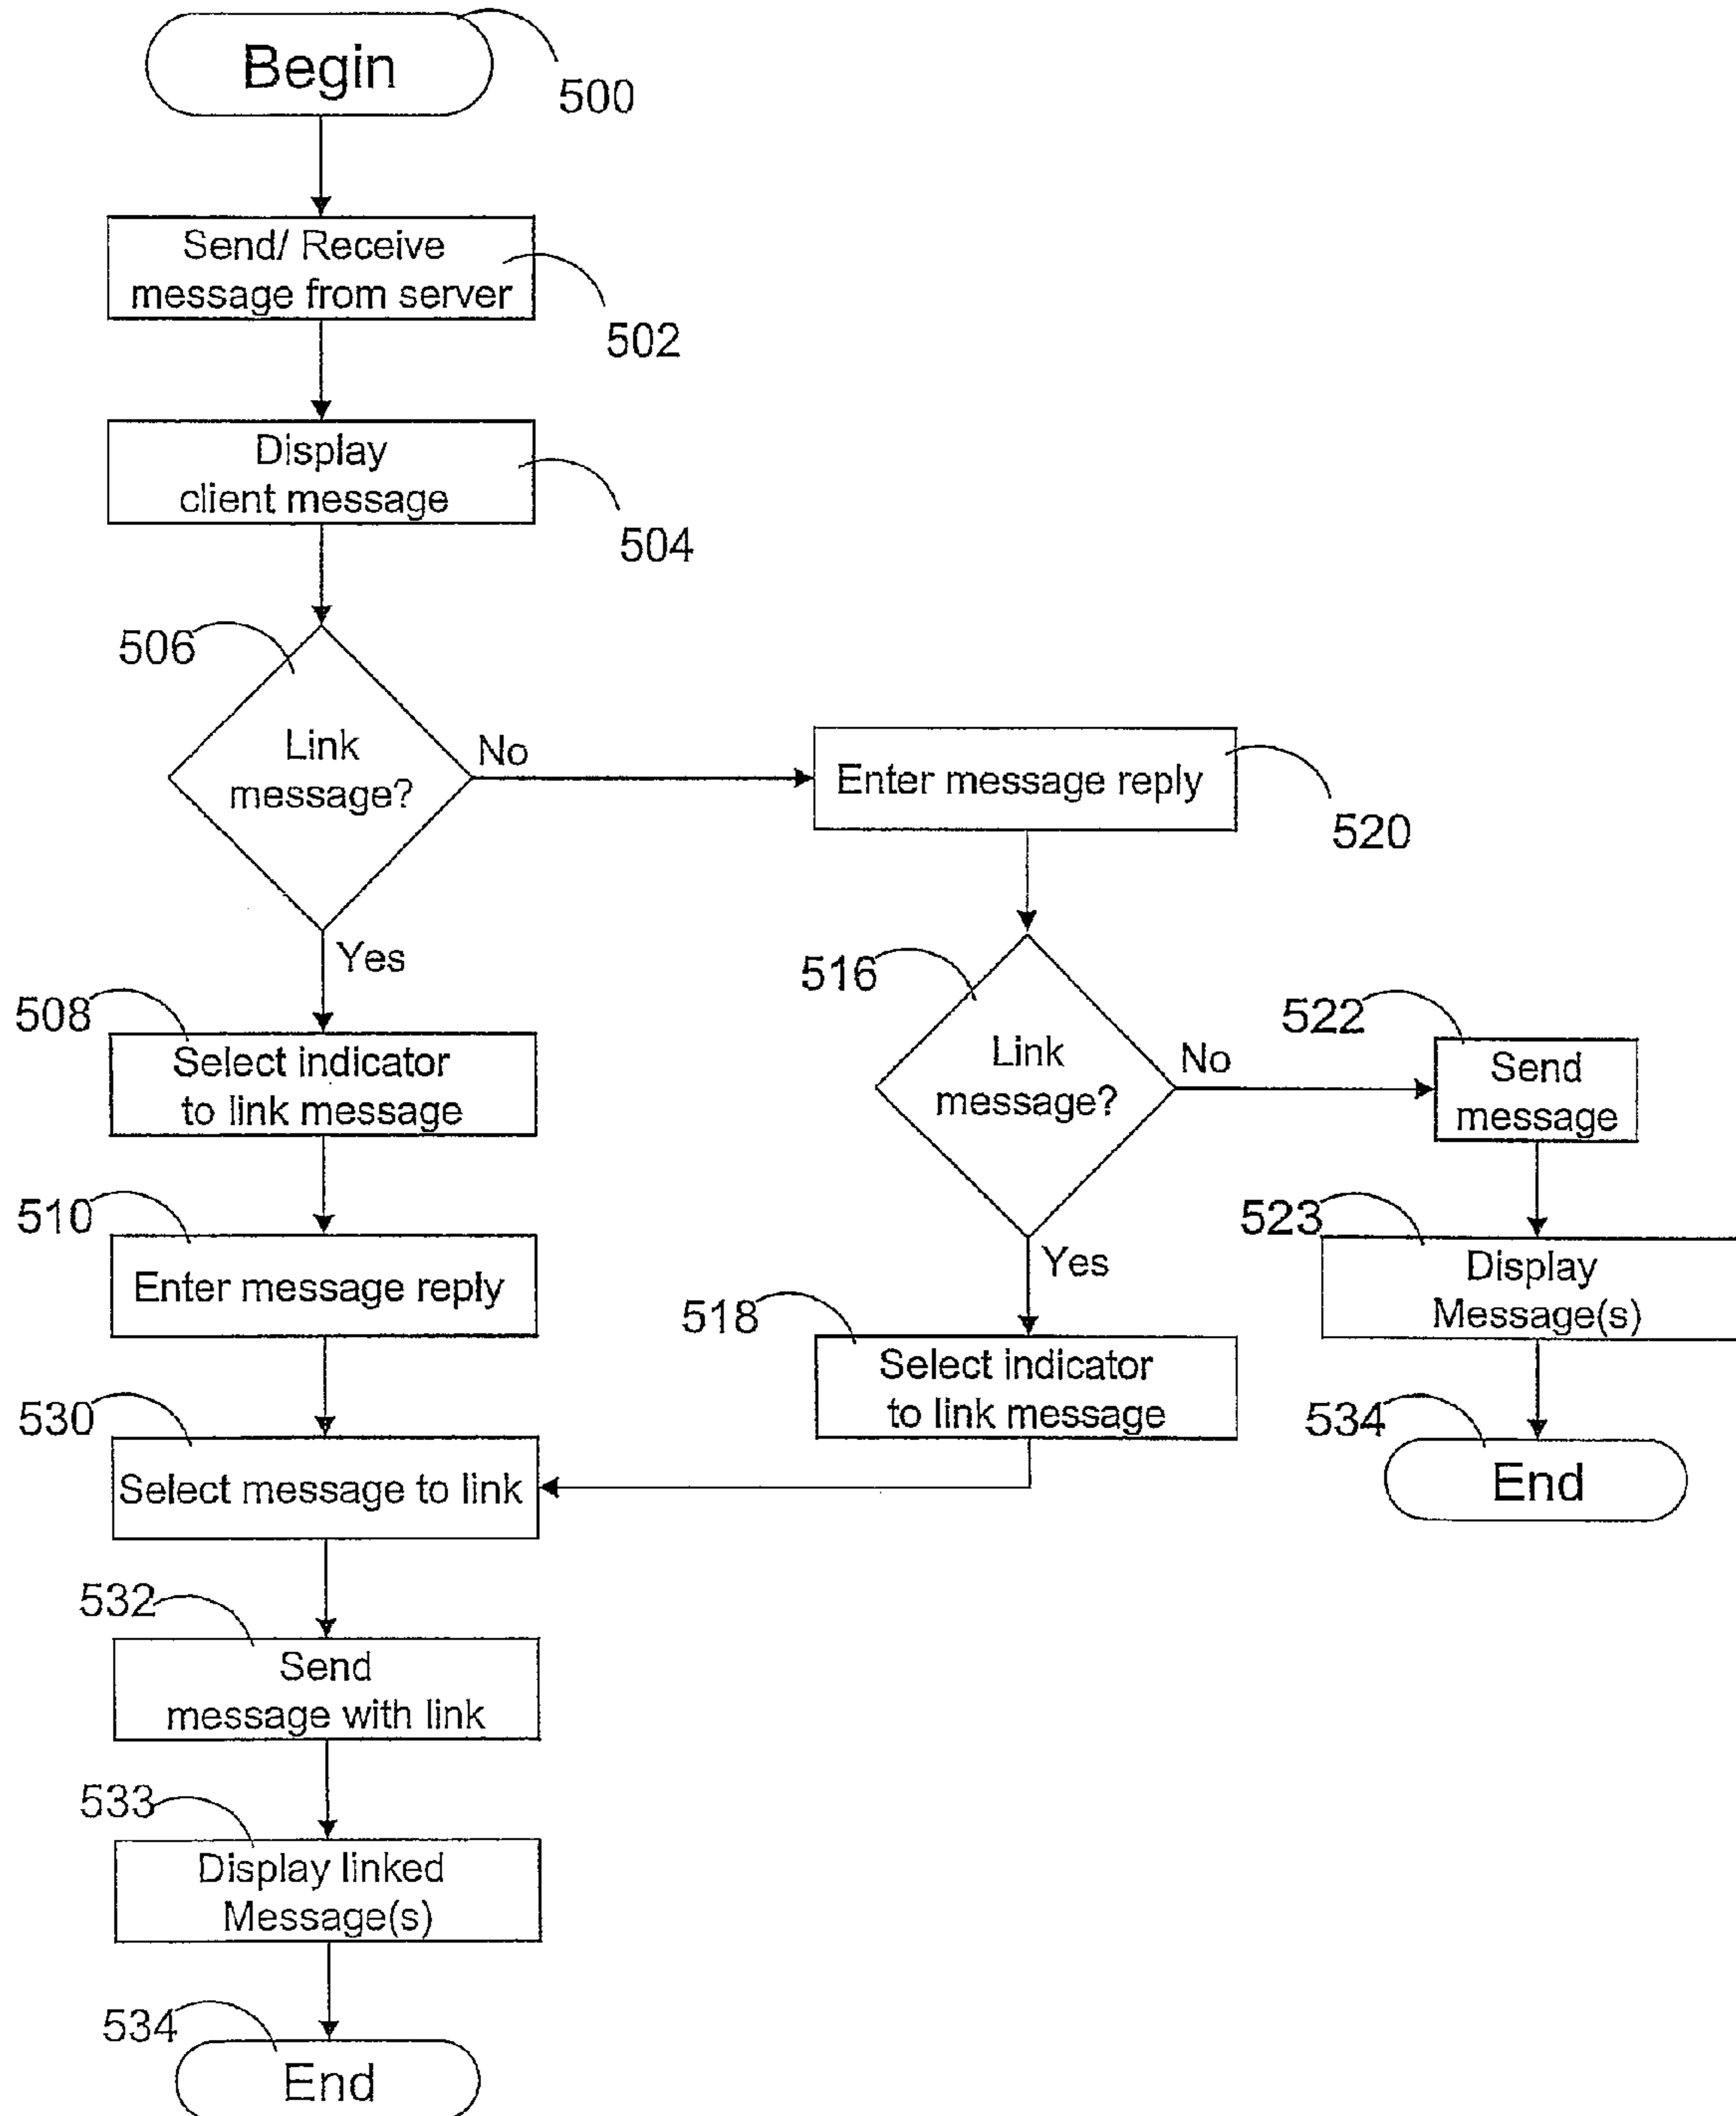 Begin
500
Send/ Receive
message from server
502
Display
client message
504
506
Link
message?
No
Enter message reply
520
Yes
516
Link
message?
No
522
Send
message
508
Select indicator
to link message
510
Enter message reply
Yes
518
Select indicator
to link message
523
Display
Message(s)
534
End
530
Select message to link
532
Send
message with link
533
Display linked
Message(s)
534
End